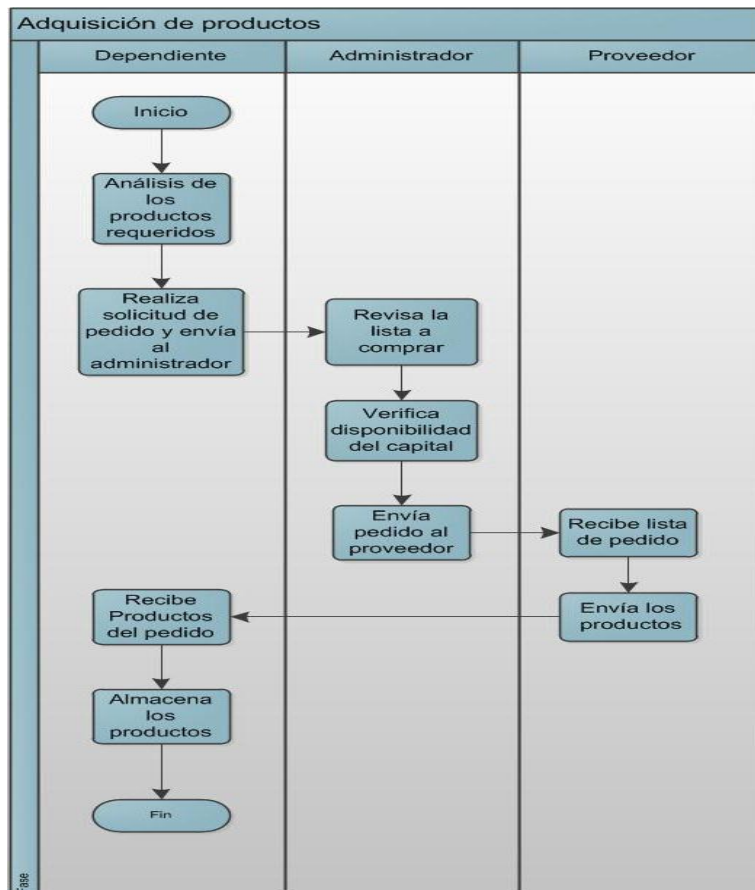 Adquisición de productos
Dependiente
Administrador
Proveedor
Inicio
Análisis de
los
productos
requeridos
Realiza
solicitud de
pedido y envía
al
administrador
Revisa la
lista a
comprar
Verifica
disponibilidad
del capital
Envía
pedido al
proveedor
Recibe lista
de pedido
Envía los
productos
Recibe
Productos
del pedido
Almacena
los
productos
Fin
Fase